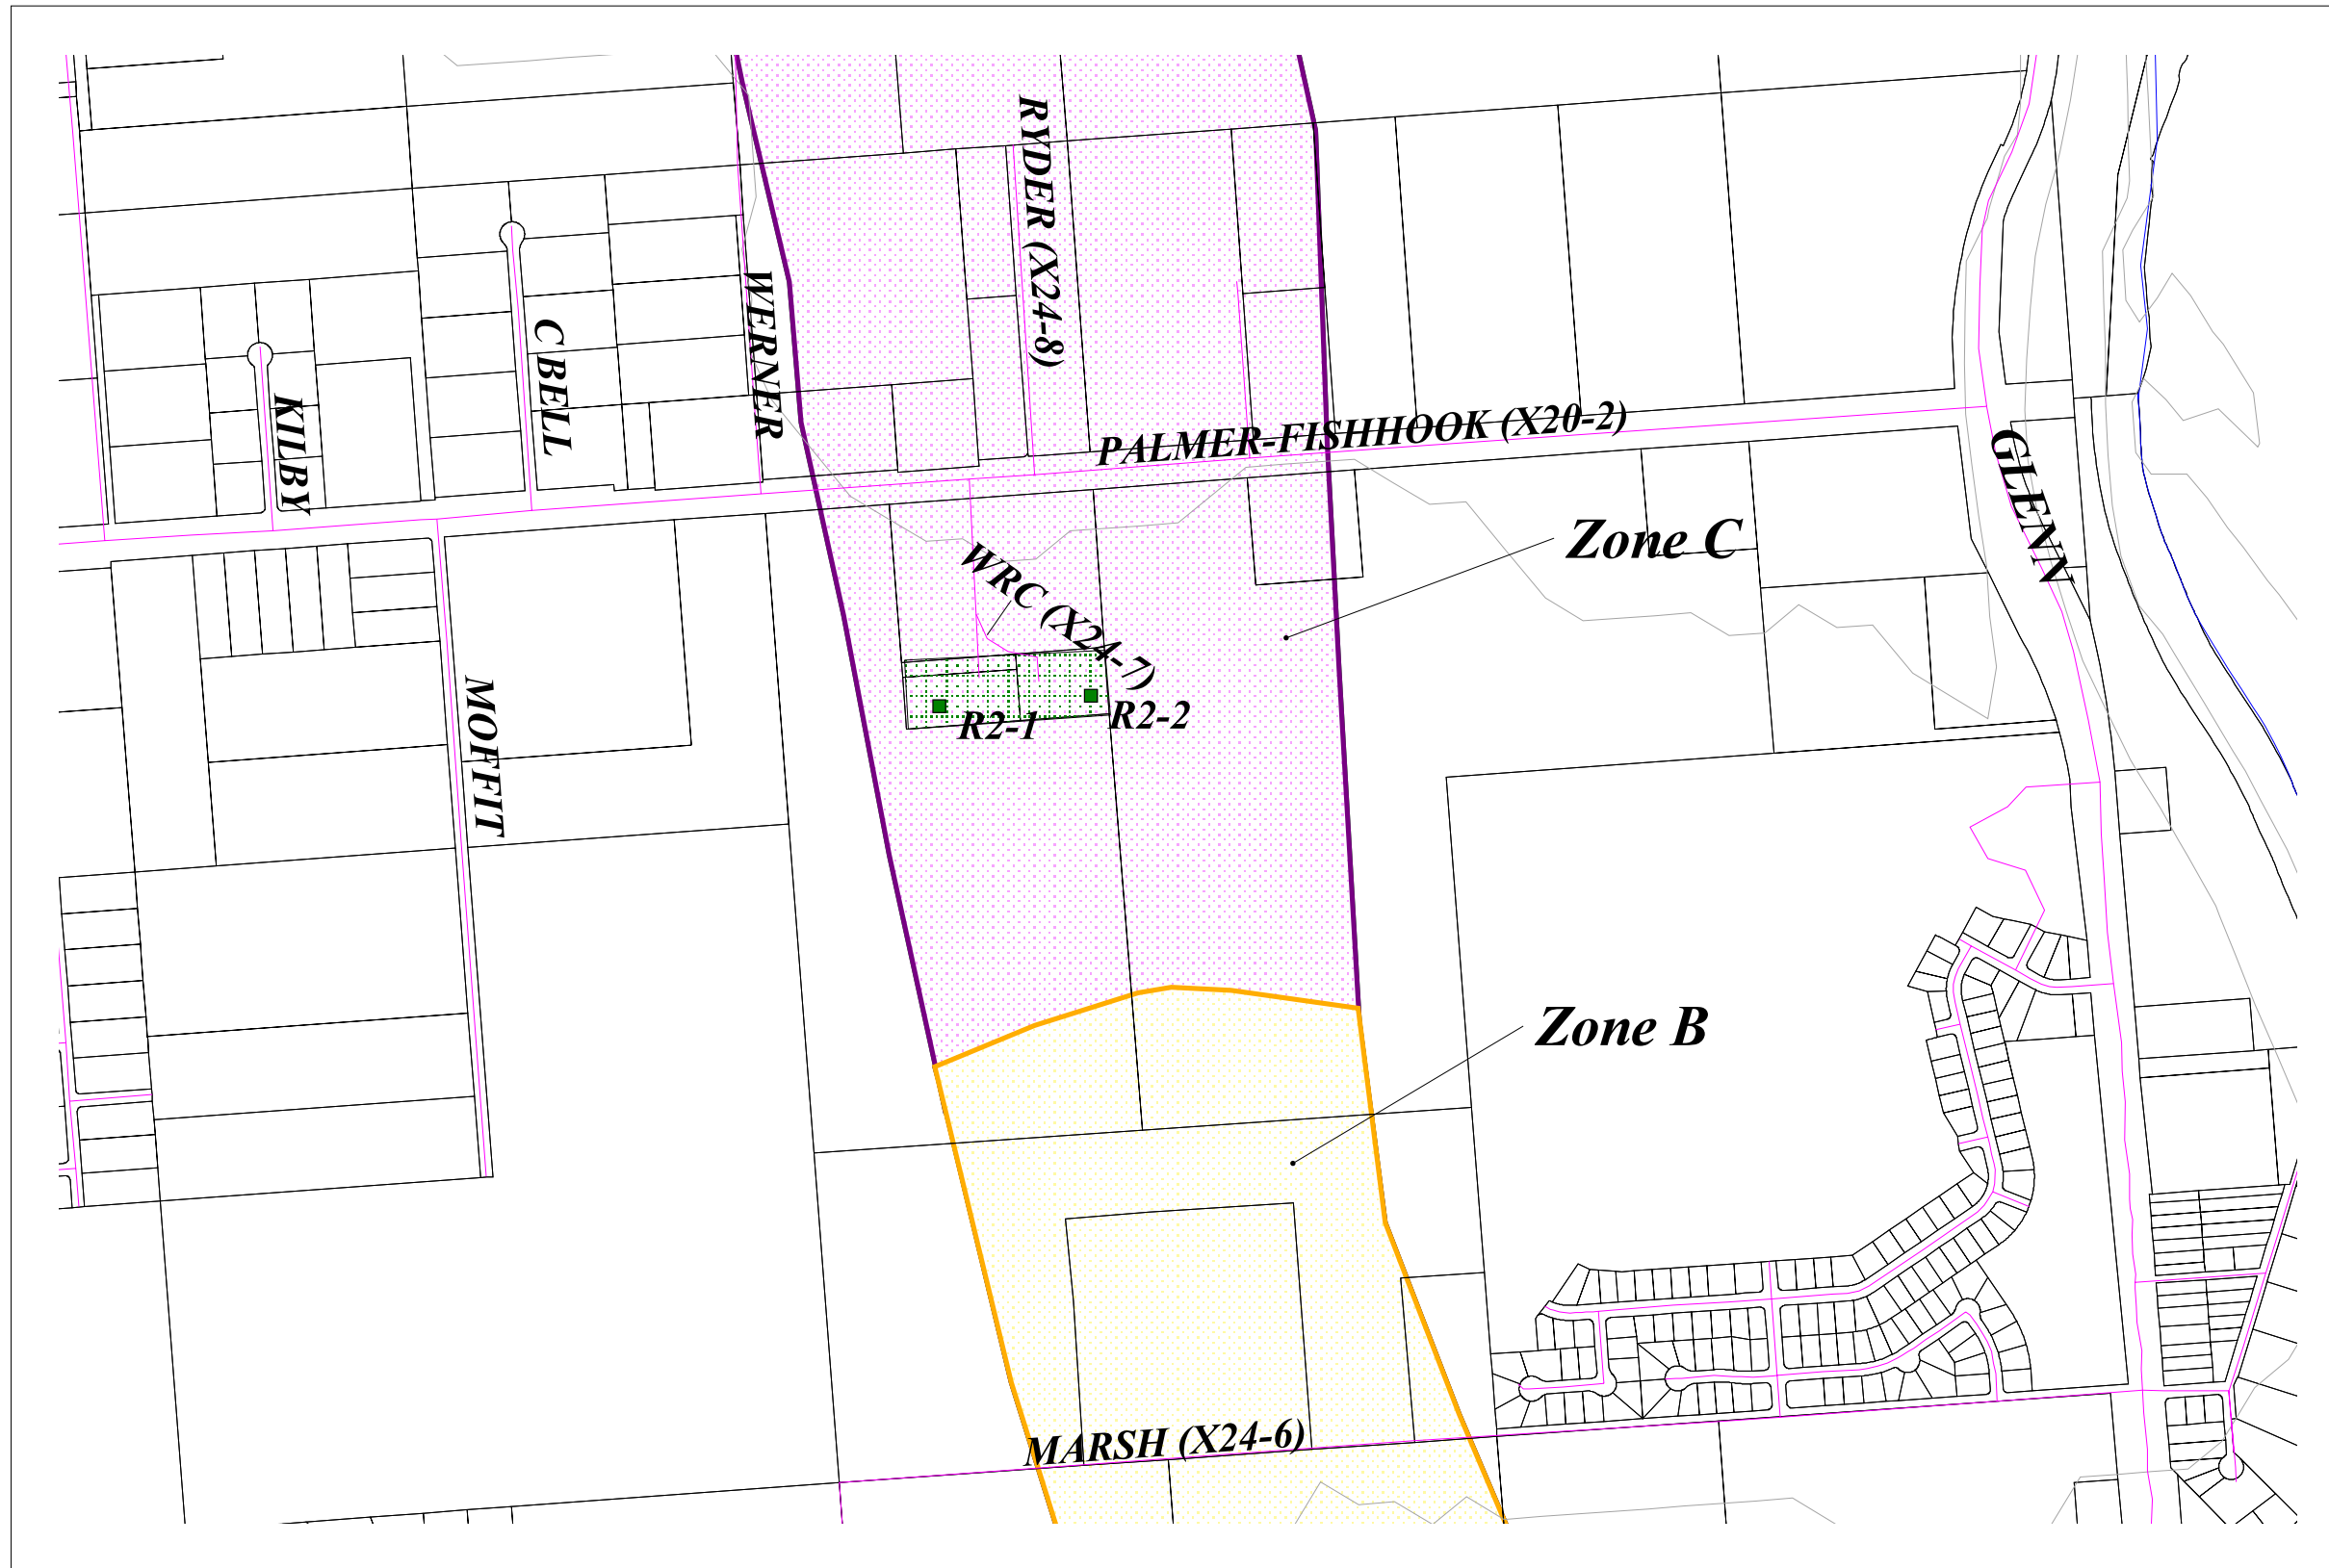 RYDER (X24-8)
WERNER
C BELL
KILBY
PALMER-FISHHOOK (X20-2)
GLENN
Zone C
WRC (X24-7)
R2-1
R2-2
MOFFIT
Zone B
MARSH (X24-6)